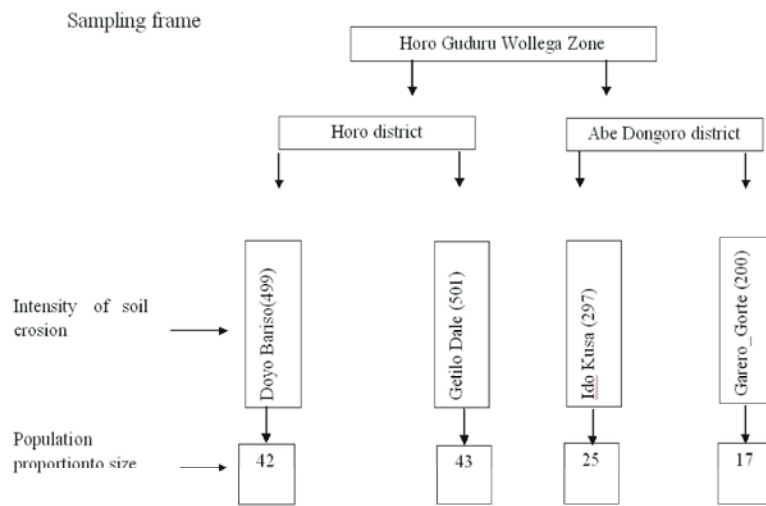 Sampling frame
Horo Guduru Wollega Zone
Horo district
Abe Dongoro district
Intensity of soil
erosion
Doyo Bariso(499)
Getilo Dale (501)
Ido Kusa (297)
Garero_Gorte (200)
Population
proportionto size
42
43
25
17